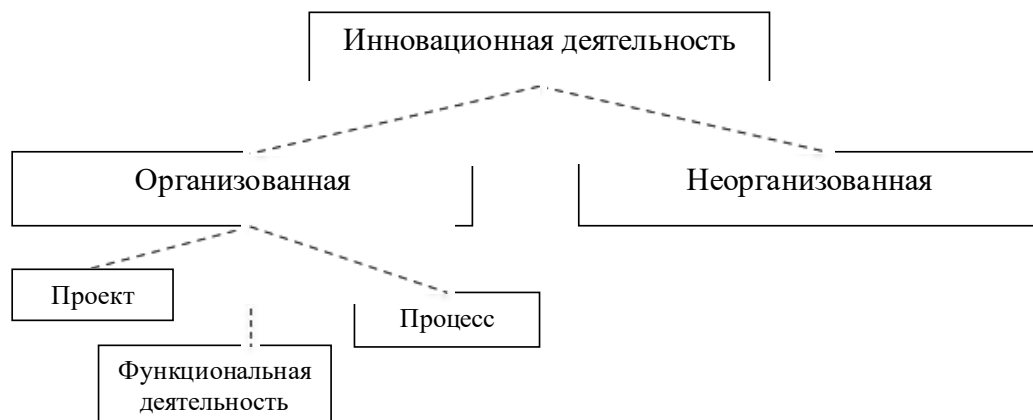 Инновационная деятельность
Организованная
Неорганизованная
Проект
Процесс
Функциональная
деятельность